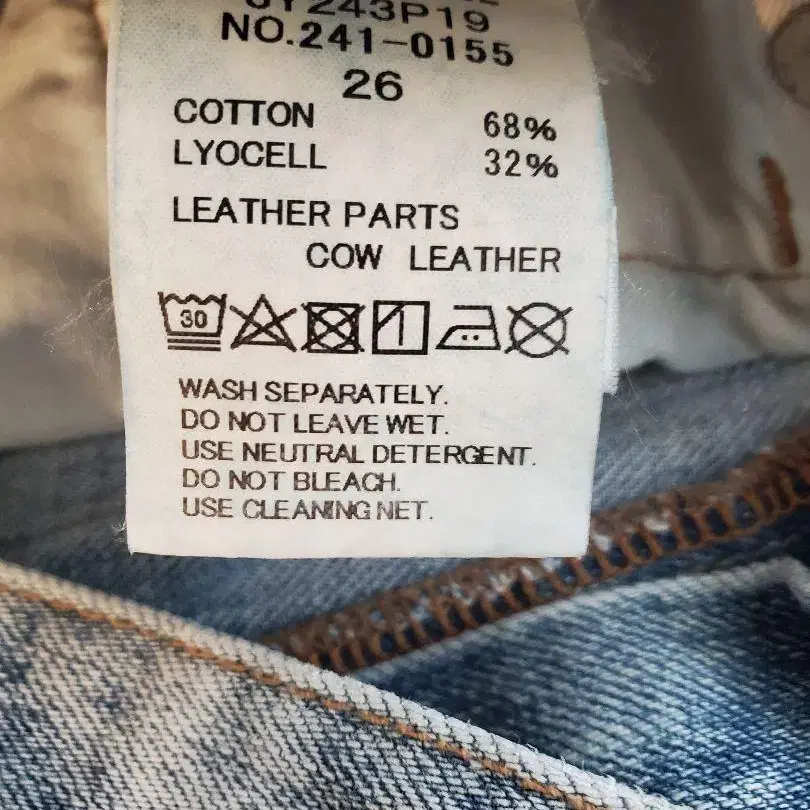 NO.241-0155
26
COTTON 68%
LYOCELL 32%
LEATHER PARTS
COW LEATHER
30
WASH SEPARATELY.
DO NOT LEAVE WET.
USE NEUTRAL DETERGENT.
DO NOT BLEACH.
USE CLEANING NET.